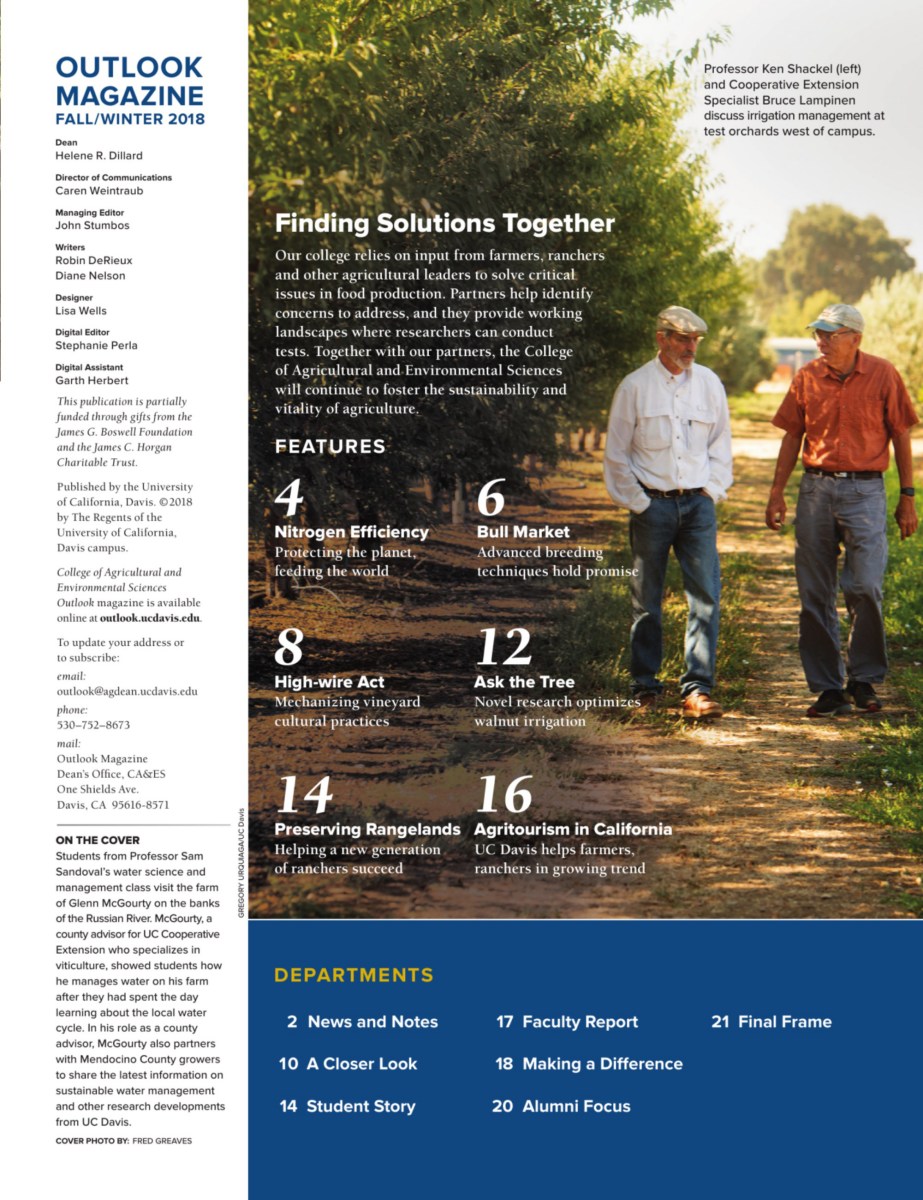 OUTLOOK
MAGAZINE
FALL/WINTER 2018
Dean
Helene R. Dillard
Director of Communications
Caren Weintraub
Managing Editor
John Stumbos
Writers
Robin DeRieux
Diane Nelson
Designer
Lisa Wells
Digital Editor
Stephanie Perla
Digital Assistant
Garth Herbert
This publication is partially
funded through gifts from the
James G. Boswell Foundation
and the James C. Horgan
Charitable Trust.
Published by the University
of California, Davis. ©2018
by The Regents of the
University of California,
Davis campus.
College of Agricultural and
Environmental Sciences
Outlook magazine is available
online at outlook.ucdavis.edu.
To update your address or
to subscribe:
email:
outlook@agdean.ucdavis.edu
phone:
530–752–8673
mail:
Outlook Magazine
Dean's Office, CA&ES
One Shields Ave.
Davis, CA 95616-8571
ON THE COVER
Students from Professor Sam
Sandoval's water science and
management class visit the farm
of Glenn McGourty on the banks
of the Russian River. McGourty, a
county advisor for UC Cooperative
Extension who specializes in
viticulture, showed students how
he manages water on his farm
after they had spent the day
learning about the local water
cycle. In his role as a county
advisor, McGourty also partners
with Mendocino County growers
to share the latest information on
sustainable water management
and other research developments
from UC Davis.
COVER PHOTO BY: FRED GREAVES
GREGORY URQUIAGA/UC Davis
Professor Ken Shackel (left)
and Cooperative Extension
Specialist Bruce Lampinen
discuss irrigation management at
test orchards west of campus.
Finding Solutions Together
Our college relies on input from farmers, ranchers
and other agricultural leaders to solve critical
issues in food production. Partners help identify
concerns to address, and they provide working
landscapes where researchers can conduct
tests. Together with our partners, the College
of Agricultural and Environmental Sciences
will continue to foster the sustainability and
vitality of agriculture.
FEATURES
4
Nitrogen Efficiency
Protecting the planet,
feeding the world
6
Bull Market
Advanced breeding
techniques hold promise
8
High-wire Act
Mechanizing vineyard
cultural practices
12
Ask the Tree
Novel research optimizes
walnut irrigation
14
Preserving Rangelands
Helping a new generation
of ranchers succeed
16
Agritourism in California
UC Davis helps farmers,
ranchers in growing trend
DEPARTMENTS
2 News and Notes
10 A Closer Look
14 Student Story
17 Faculty Report
18 Making a Difference
20 Alumni Focus
21 Final Frame